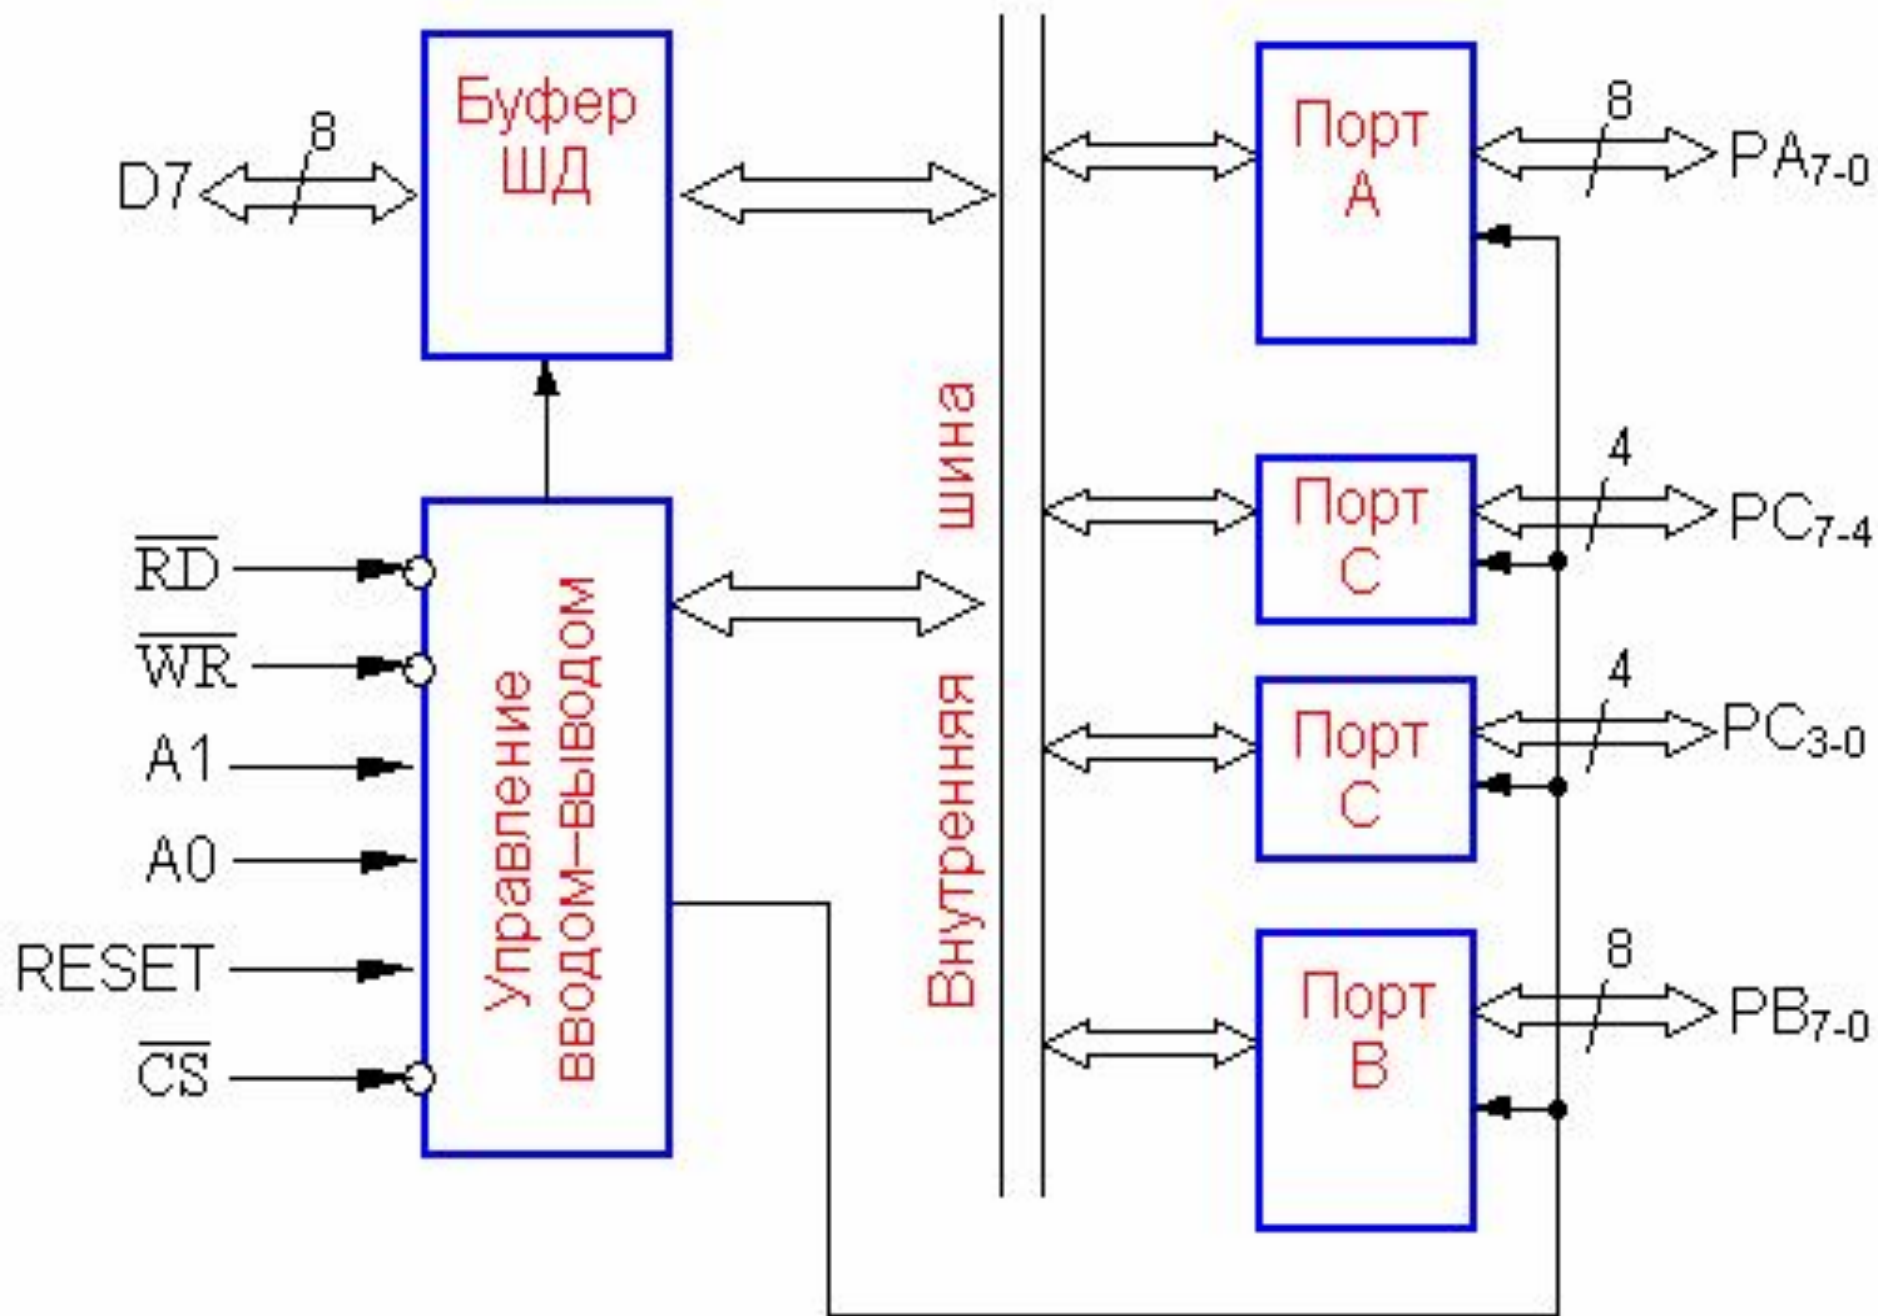 Буфер
ШД
8
D7
Порт
А
8
PA7-0
Внутренняя шина
Порт
С
4
PC7-4
RD
WR
A1
A0
RESET
CS
Управление
вводом-выводом
Порт
С
4
PC3-0
Порт
В
8
PB7-0